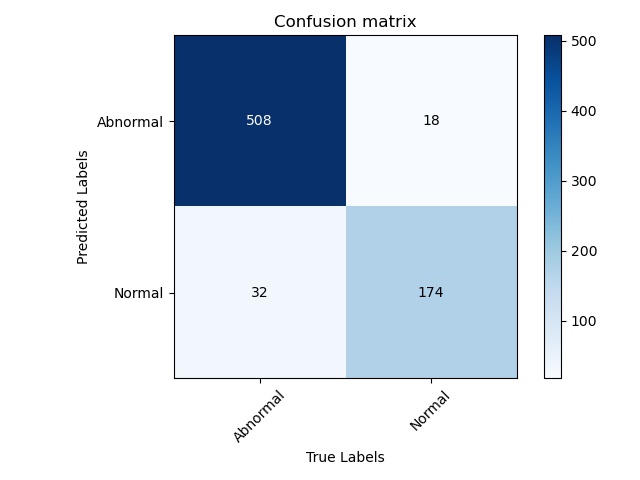 Confusion matrix
Predicted Labels
Abnormal
508
18
Normal
32
174
Abnormal
Normal
True Labels
500
400
300
200
100